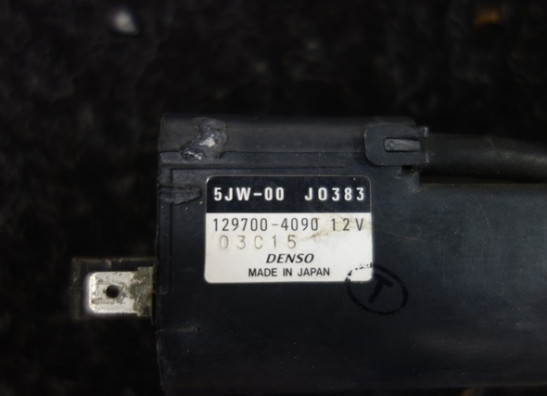 5JW-00 J0383
129700-4090 12V
03C15
DENSO
MADE IN JAPAN
T